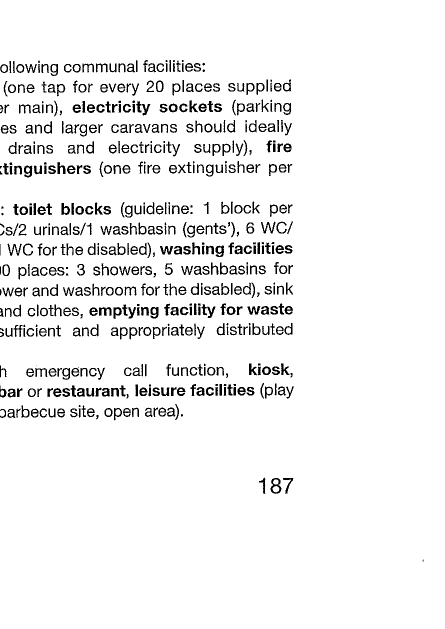 ollowing communal facilities:
(one tap for every 20 places supplied
er main), electricity sockets (parking
es and larger caravans should ideally
drains and electricity supply), fire
xtinguishers (one fire extinguisher per
: toilet blocks (guideline: 1 block per
Cs/2 urinals/1 washbasin (gents'), 6 WC/
WC for the disabled), washing facilities
00 places: 3 showers, 5 washbasins for
ower and washroom for the disabled), sink
and clothes, emptying facility for waste
sufficient and appropriately distributed
h emergency call function, kiosk,
bar or restaurant, leisure facilities (play
barbecue site, open area).
187